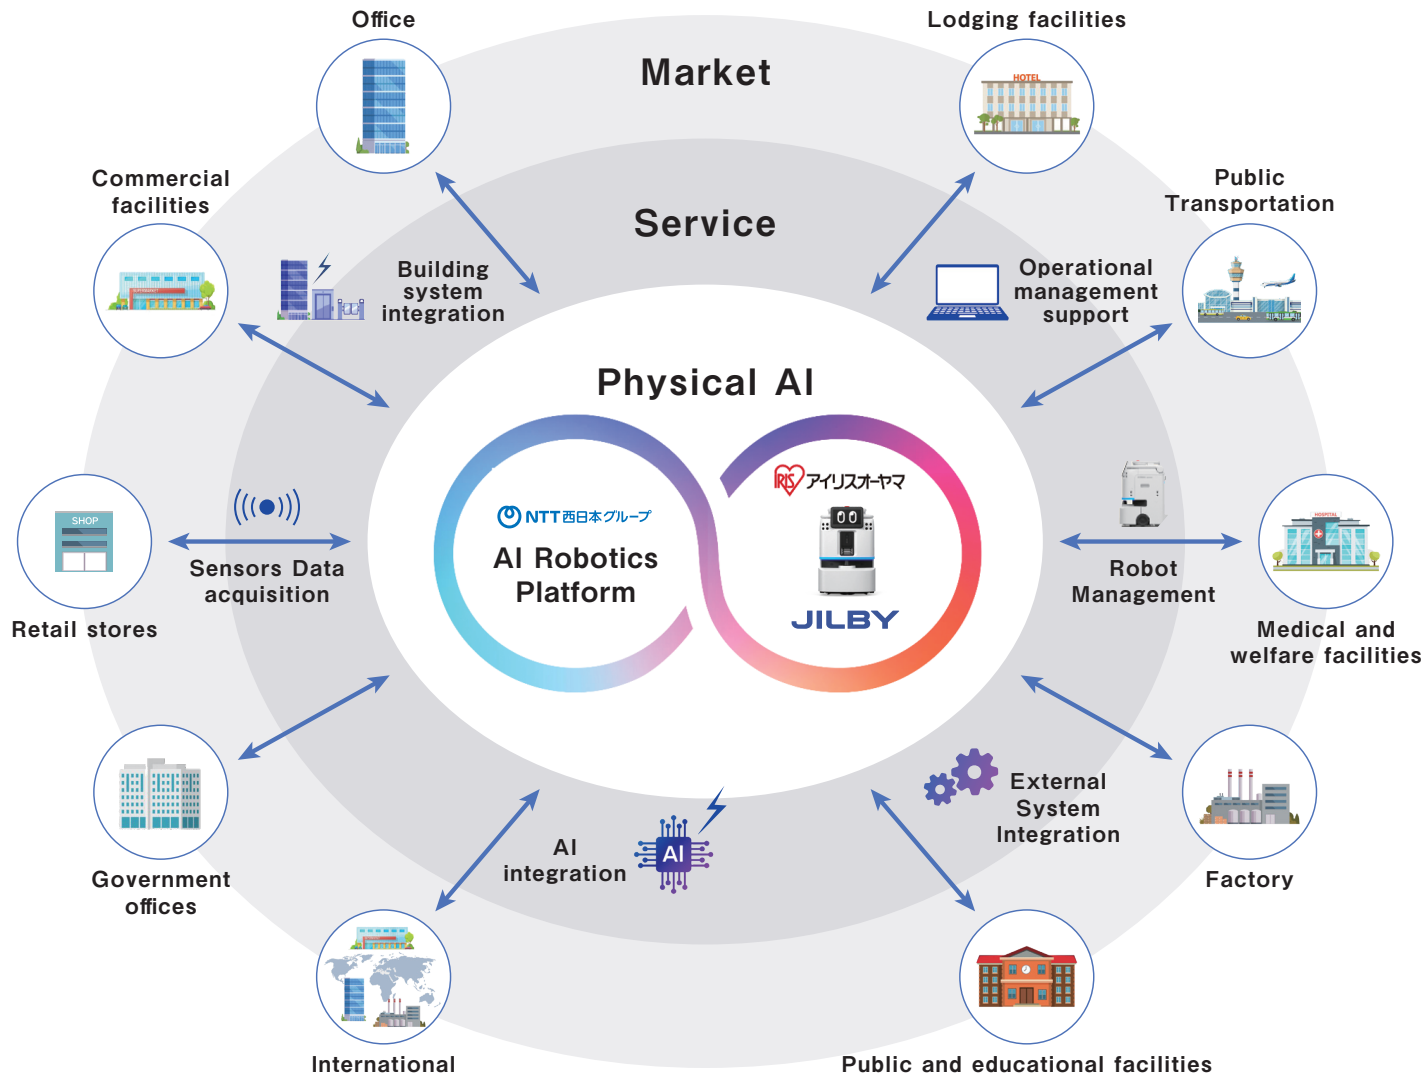 Office
Lodging facilities
Market
HOTEL
Commercial
facilities
Public
Transportation
Service
Building
system
integration
Operational
management
support
Physical AI
IRIS アイリスオーヤマ
NTT西日本グループ
AI Robotics
Platform
JILBY
SHOP
Sensors Data
acquisition
Retail stores
Robot
Management
HOSPITAL
Medical and
welfare facilities
Government
offices
AI
integration
AI
External
System
Integration
Factory
International
Public and educational facilities